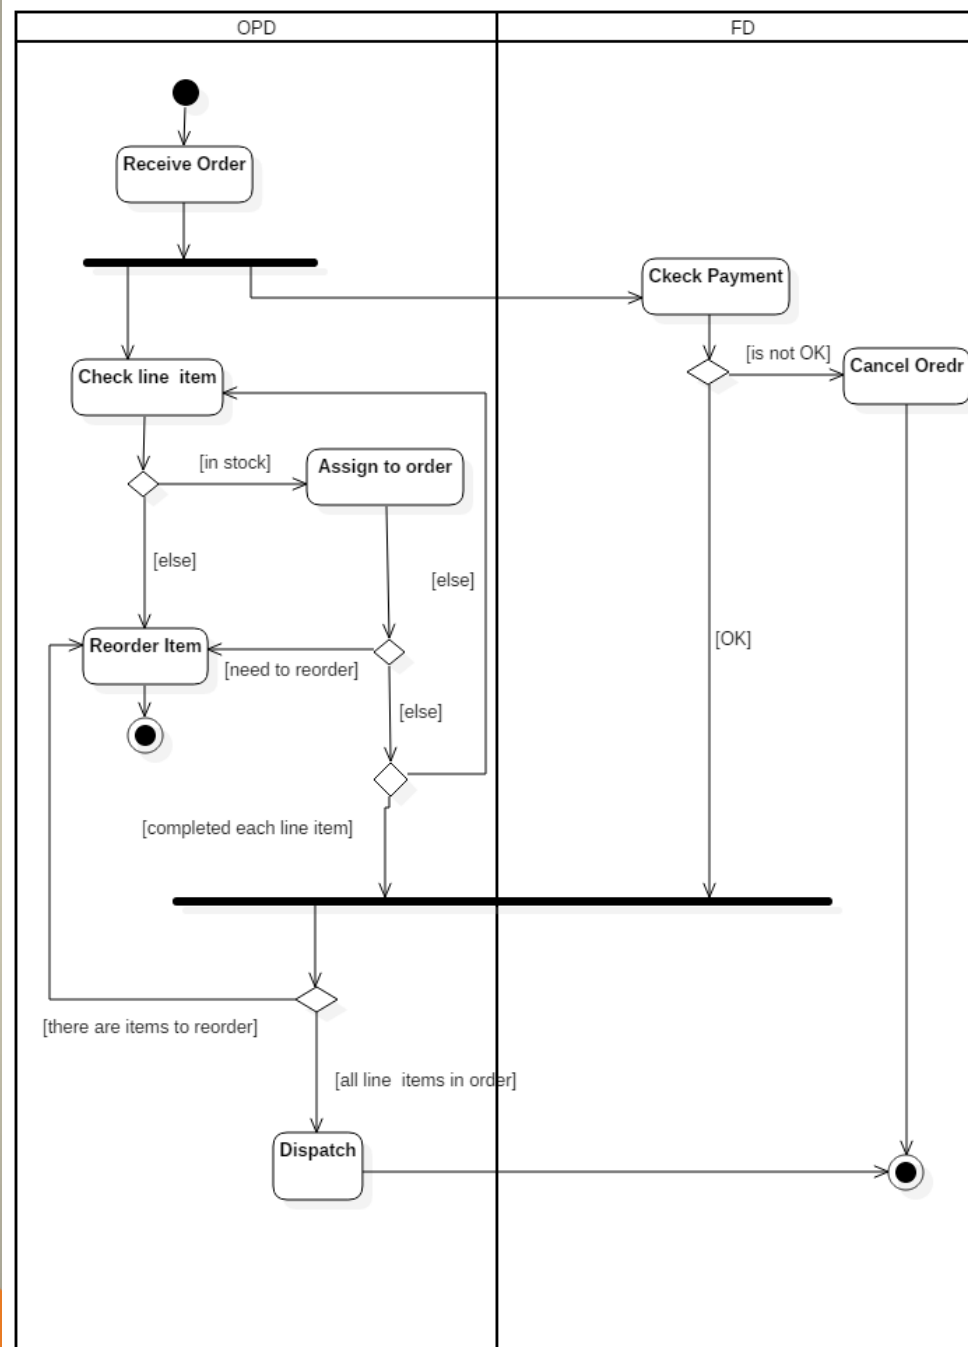 OPD
FD
Receive Order
Ckeck Payment
[is not OK]
Cancel Oredr
Check line  item
[in stock]
Assign to order
[else]
[else]
Reorder Item
[need to reorder]
[OK]
[else]
[completed each line item]
[there are items to reorder]
[all line  items in order]
Dispatch